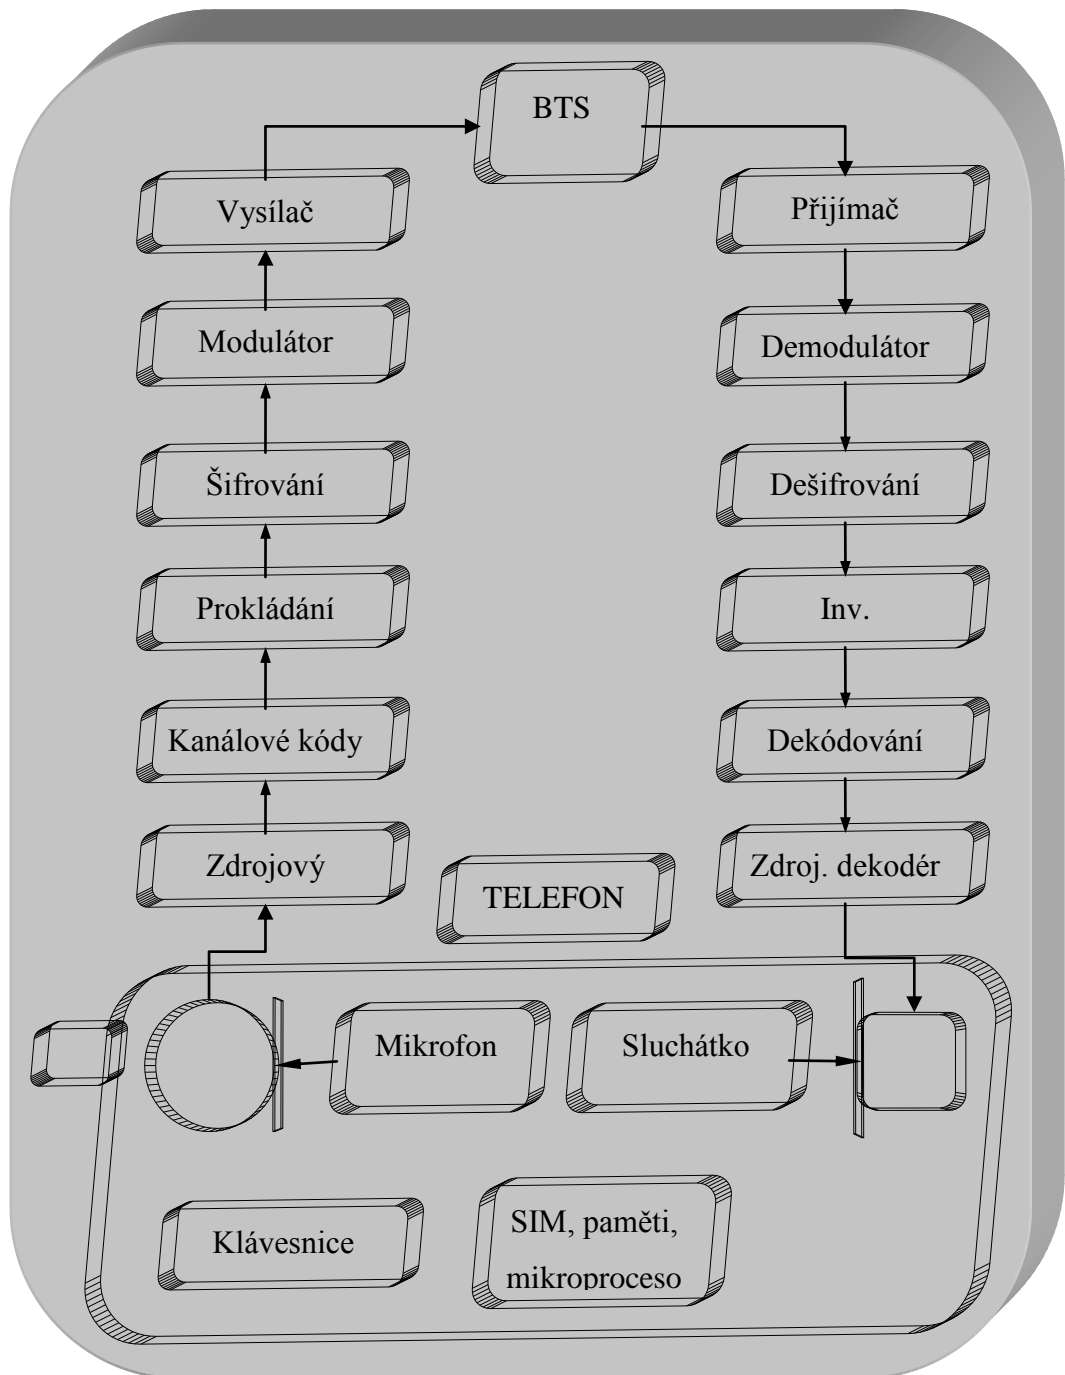 BTS
Vysílač
Přijímač
Modulátor
Demodulátor
Šifrování
Dešifrování
Prokládání
Inv.
Kanálové kódy
Dekódování
Zdrojový
Zdroj. dekodér
TELEFON
Mikrofon
Sluchátko
Klávesnice
SIM, paměti,
mikroproceso